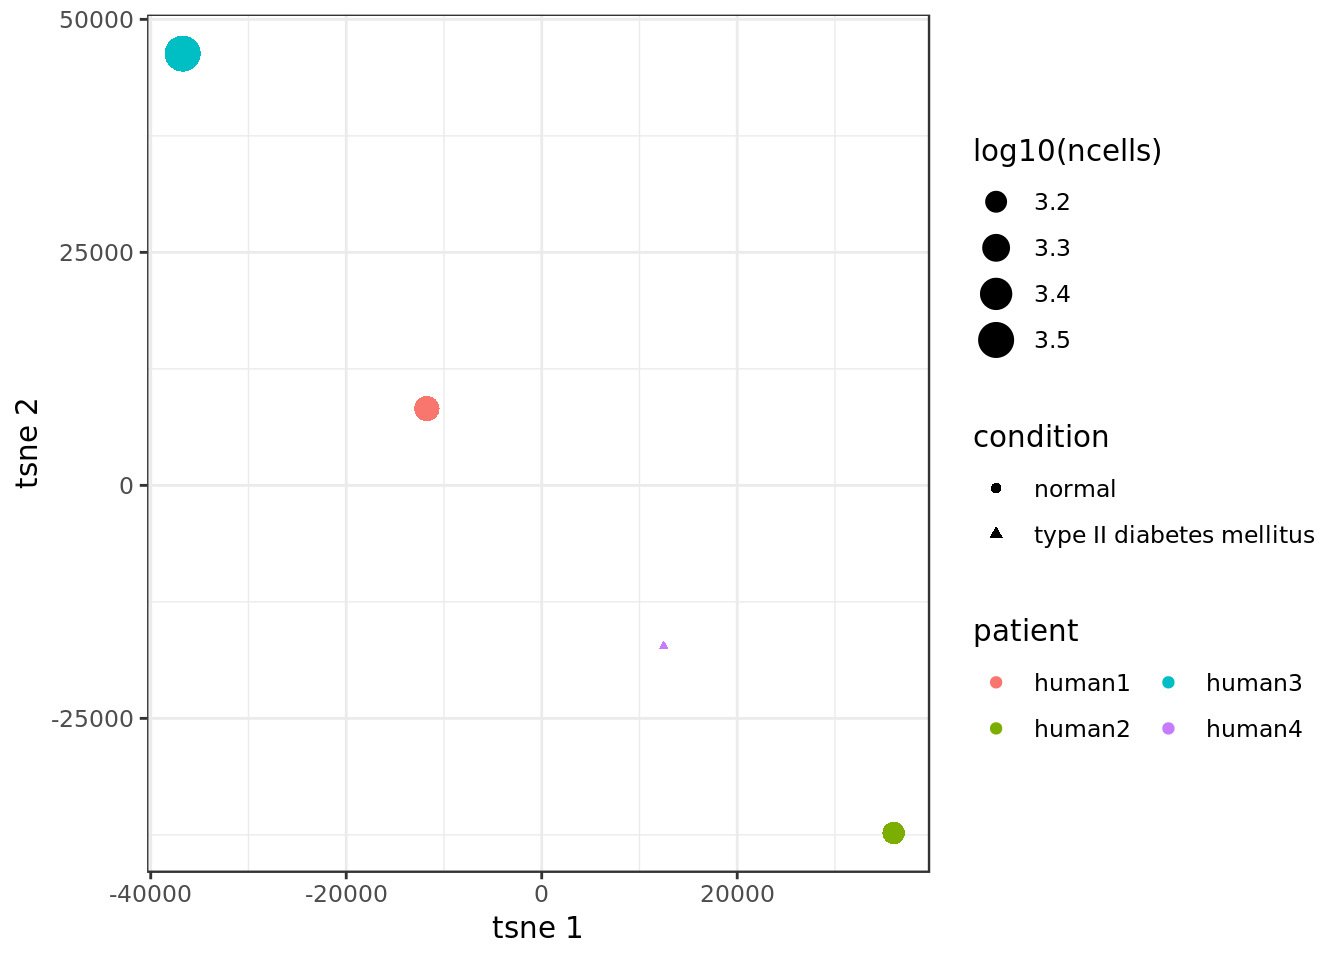 50000
25000
0
-25000
tsne 2
-40000
-20000
0
20000
tsne 1
log10(ncells)
3.2
3.3
3.4
3.5
condition
normal
type II diabetes mellitus
patient
human1 human3
human2 human4